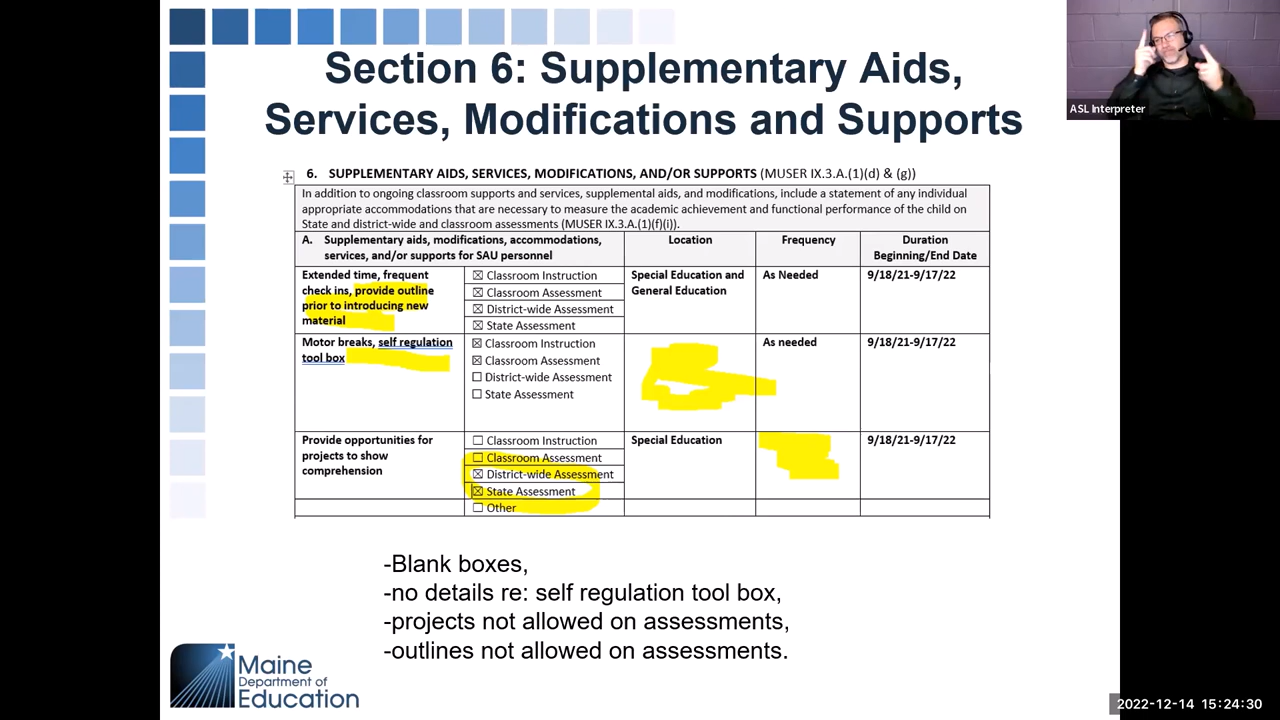 Section 6: Supplementary Aids,
Services, Modifications and Supports
ASL Interpreter
6. SUPPLEMENTARY AIDS, SERVICES, MODIFICATIONS, AND/OR SUPPORTS (MUSER IX.3.A.(1)(d) & (g))
In addition to ongoing classroom supports and services, supplemental aids, and modifications, include a statement of any individual
appropriate accommodations that are necessary to measure the academic achievement and functional performance of the child on
State and district-wide and classroom assessments (MUSER IX.3.A.(1)(f)(i)).
A. Supplementary aids, modifications, accommodations,
services, and/or supports for SAU personnel
Location
Frequency
Duration
Beginning/End Date
Extended time, frequent
check ins, provide outline
prior to introducing new
material
☒ Classroom Instruction
☒ Classroom Assessment
☒ District-wide Assessment
☒ State Assessment
Special Education and
General Education
As Needed
9/18/21-9/17/22
Motor breaks, self regulation
tool box
☒ Classroom Instruction
☒ Classroom Assessment
☐ District-wide Assessment
☐ State Assessment
As needed
9/18/21-9/17/22
Provide opportunities for
projects to show
comprehension
☐ Classroom Instruction
☐ Classroom Assessment
☒ District-wide Assessment
☒ State Assessment
☐ Other
Special Education
9/18/21-9/17/22
-Blank boxes,
-no details re: self regulation tool box,
-projects not allowed on assessments,
-outlines not allowed on assessments.
Maine
Department of
Education
2022-12-14 15:24:30